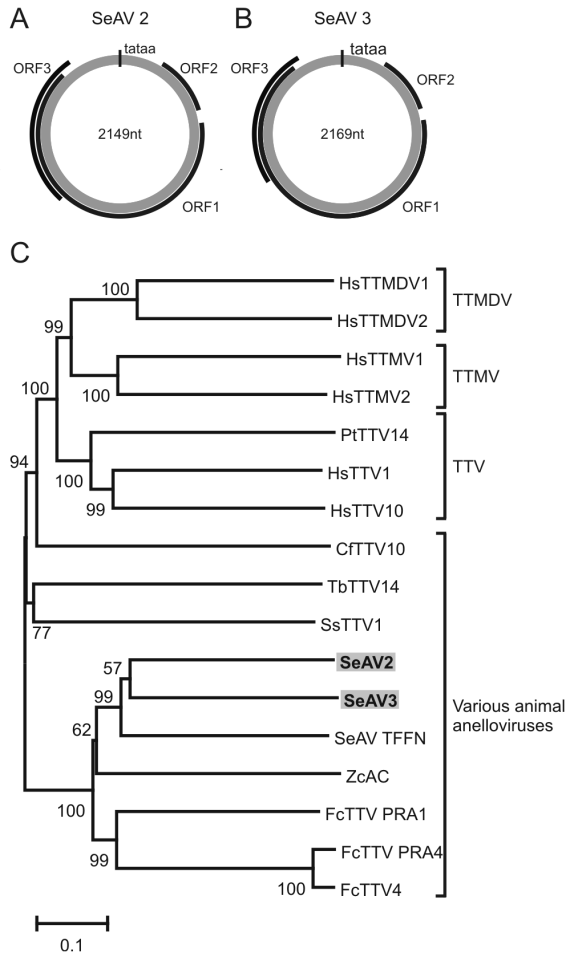 A
SeAV 2
tataa
ORF3
ORF2
2149nt
ORF1
B
SeAV 3
tataa
ORF3
ORF2
2169nt
ORF1
C
100
HsTTMDV1
HsTTMDV2
TTMDV
99
HsTTMV1
HsTTMV2
100
TTMV
100
PtTTV14
HsTTV1
HsTTV10
100
99
TTV
94
CfTTV10
TbTTV14
SsTTV1
77
57
SeAV2
99
SeAV3
62
SeAV TFFN
ZcAC
100
FcTTV PRA1
99
FcTTV PRA4
100
FcTTV4
Various animal
anelloviruses
0.1